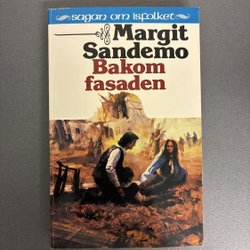 sagan om isfolket
Margit
Sandemo
Bakom
fasaden